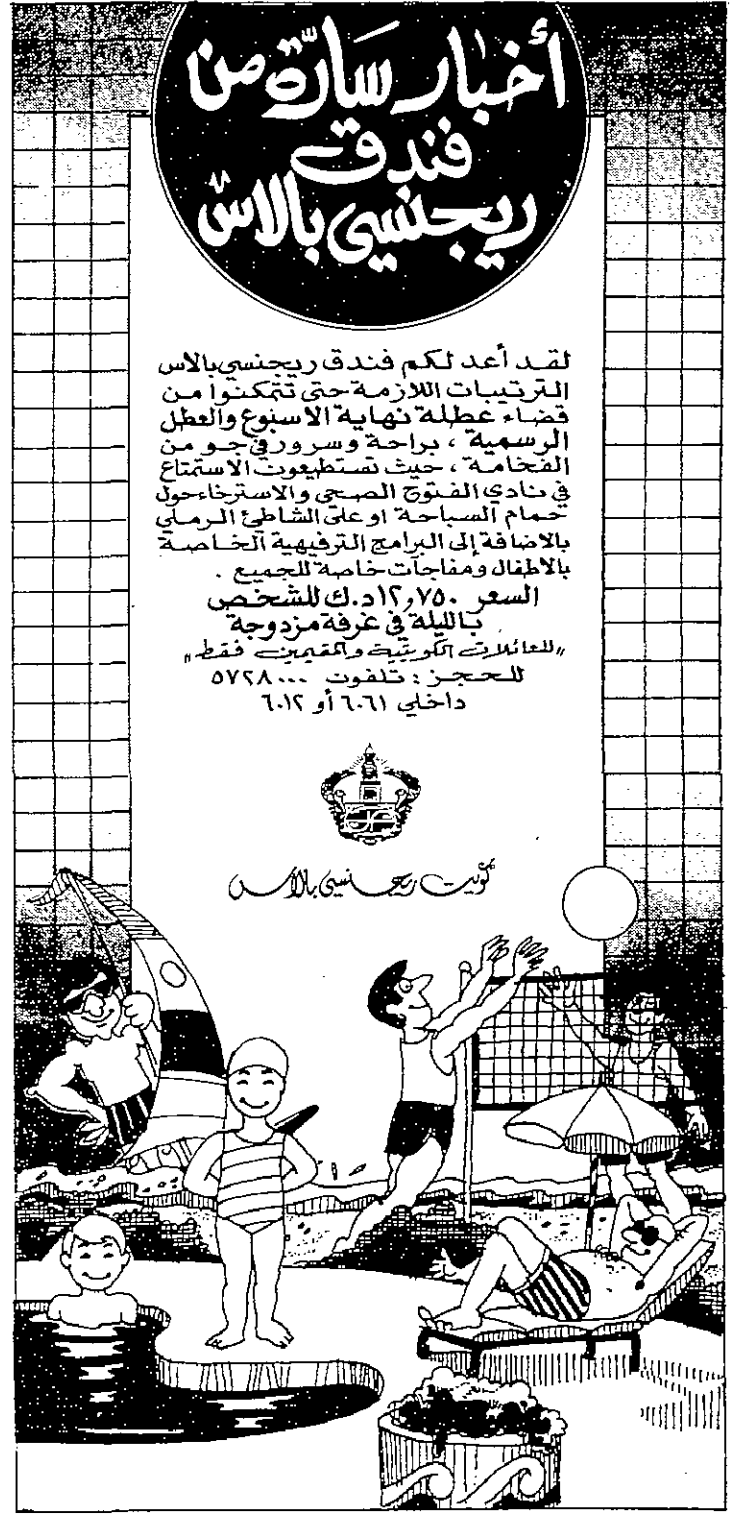 أخبار سارّة من
فندق
ريجنسي بالاس
لقد أعد لكم فندق ريجنسي بالاس
الترتيبات اللازمة حتى تتمكنوا من
قضاء عطلة نهاية الاسبوع والعطل
الرسمية ، براحة وسرور في جو من
الفخامة ، حيث تستطيعون الاستمتاع
في نادي الفتوح الصحي والاسترخاء حول
حمام السباحة او على الشاطئ الرملي
بالاضافة إلى البرامج الترفيهية الخاصة
بالاطفال ومفاجآت خاصة للجميع .
السعر ١٢,٧٥٠ د.ك للشخص
بالليلة في غرفة مزدوجة
"للعائلات الكويتية والمقيمين فقط"
للحجز : تلفون ٥٧٢٨٠٠٠
داخلي ٦٠٦١ أو ٦٠١٢
كويت ريجنسي بالاس